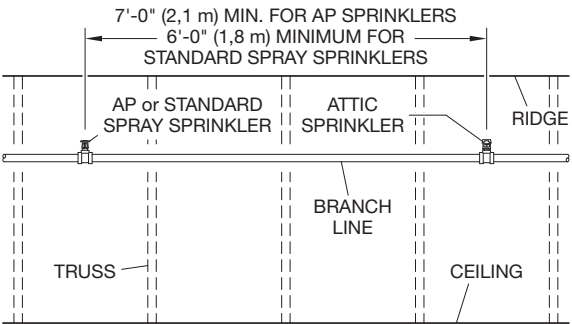 7'-0" (2,1 m) MIN. FOR AP SPRINKLERS
6'-0" (1,8 m) MINIMUM FOR
STANDARD SPRAY SPRINKLERS
AP or STANDARD
SPRAY SPRINKLER
ATTIC
SPRINKLER
RIDGE
BRANCH
LINE
TRUSS
CEILING